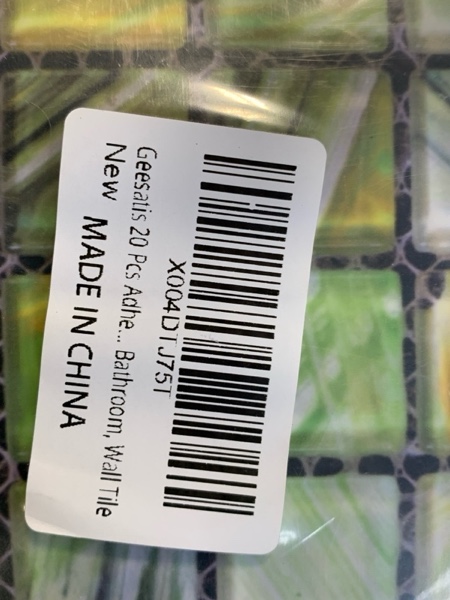 X004DTJ75T
Geesatis 20 Pcs Adhe... Bathroom, Wall Tile
New MADE IN CHINA